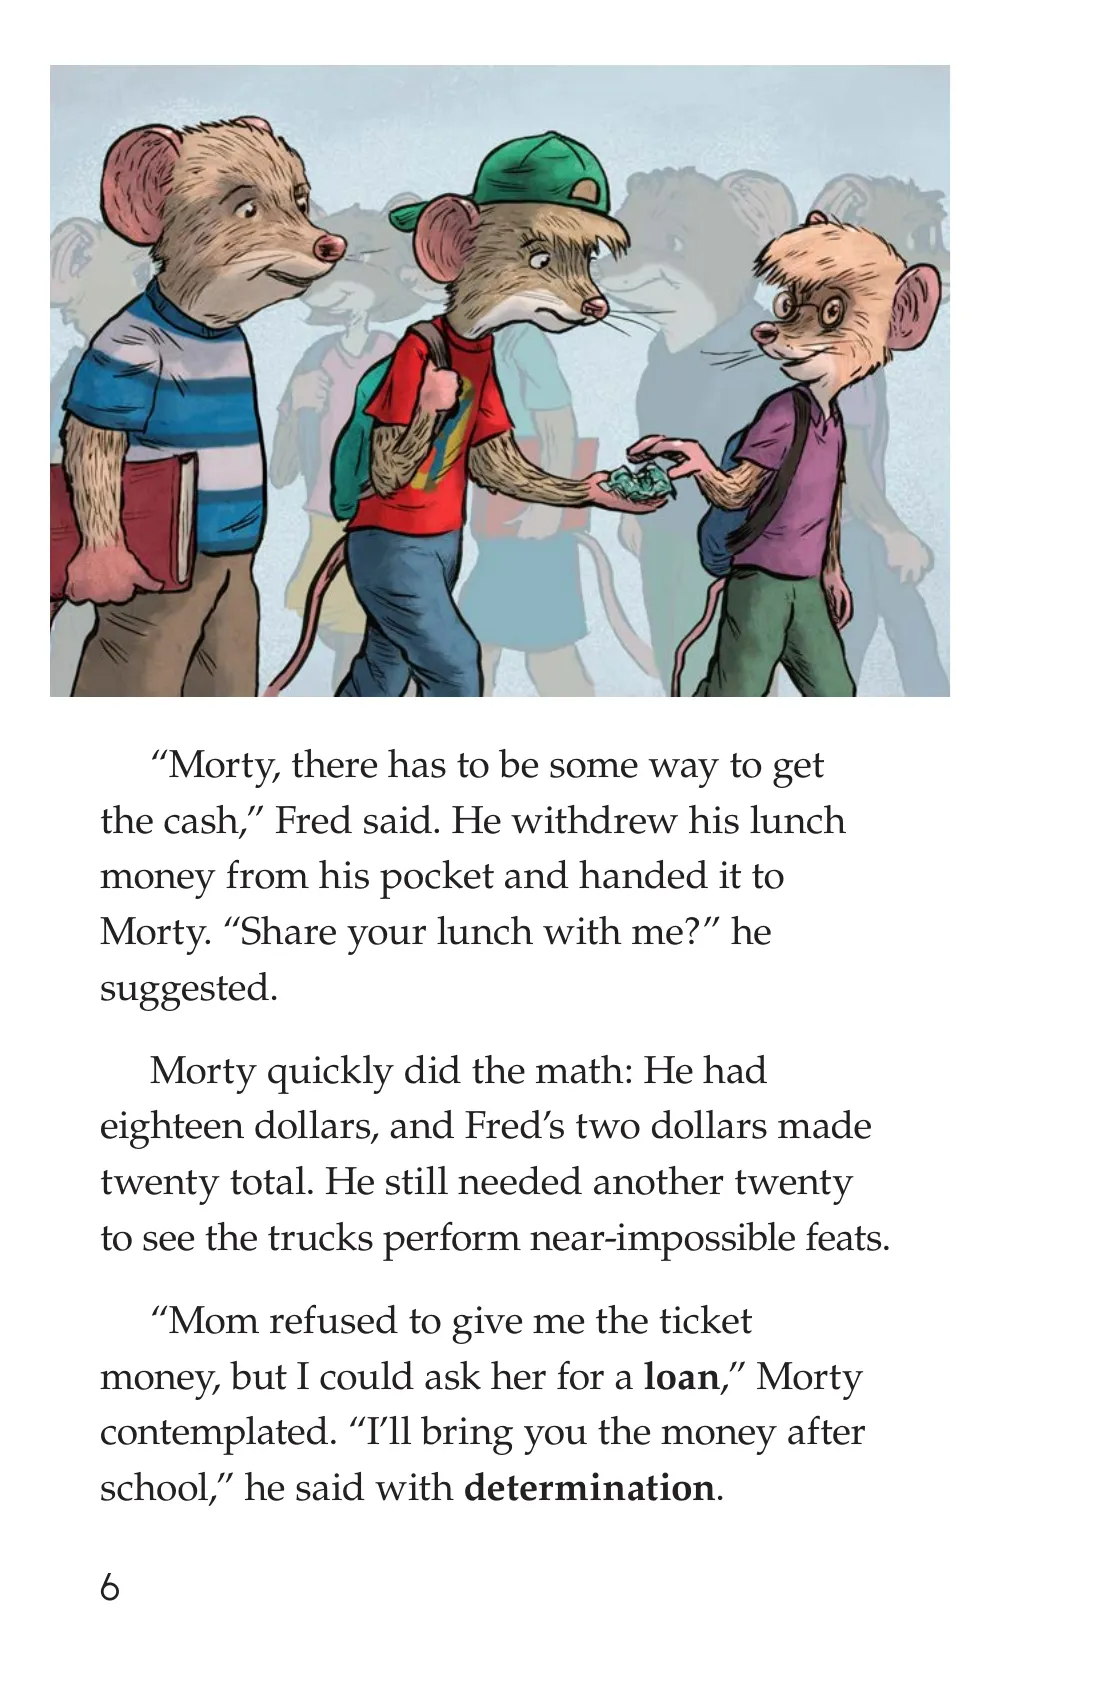 “Morty, there has to be some way to get
the cash,” Fred said. He withdrew his lunch
money from his pocket and handed it to
Morty. “Share your lunch with me?” he
suggested.
Morty quickly did the math: He had
eighteen dollars, and Fred’s two dollars made
twenty total. He still needed another twenty
to see the trucks perform near-impossible feats.
“Mom refused to give me the ticket
money, but I could ask her for a loan,” Morty
contemplated. “I’ll bring you the money after
school,” he said with determination.
6